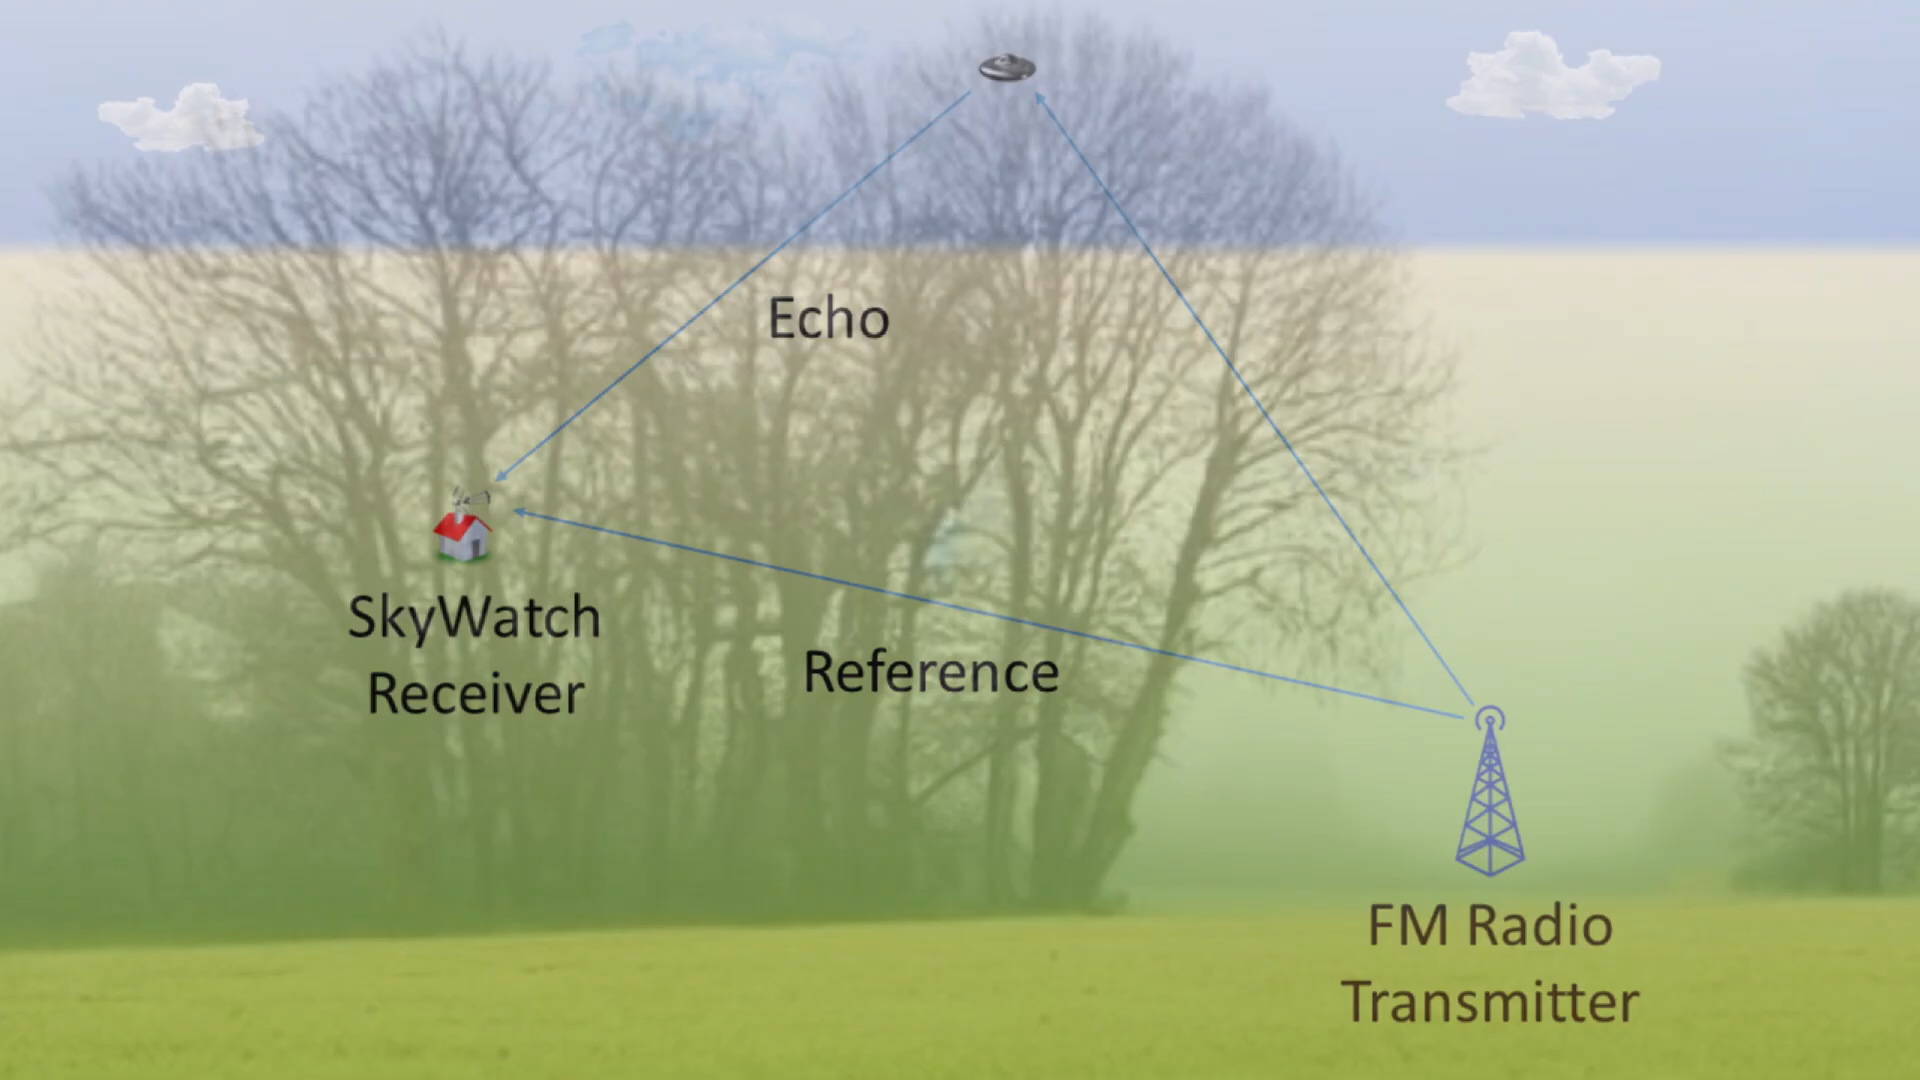 Echo
SkyWatch
Receiver
Reference
FM Radio
Transmitter